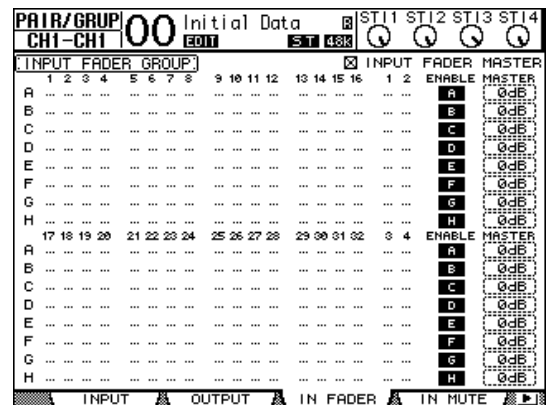 PAIR/GRUP 00 Initial Data R ST11 ST12 ST13 ST14
CH1-CH1 EDIT ST 48k
INPUT FADER GROUP ☒ INPUT FADER MASTER
1 2 3 4 5 6 7 8 9 10 11 12 13 14 15 16 1 2 ENABLE MASTER
A A 0dB
B B 0dB
C C 0dB
D D 0dB
E E 0dB
F F 0dB
G G 0dB
H H 0dB
17 18 19 20 21 22 23 24 25 26 27 28 29 30 31 32 3 4 ENABLE MASTER
A A 0dB
B B 0dB
C C 0dB
D D 0dB
E E 0dB
F F 0dB
G G 0dB
H H 0dB
INPUT OUTPUT IN FADER IN MUTE